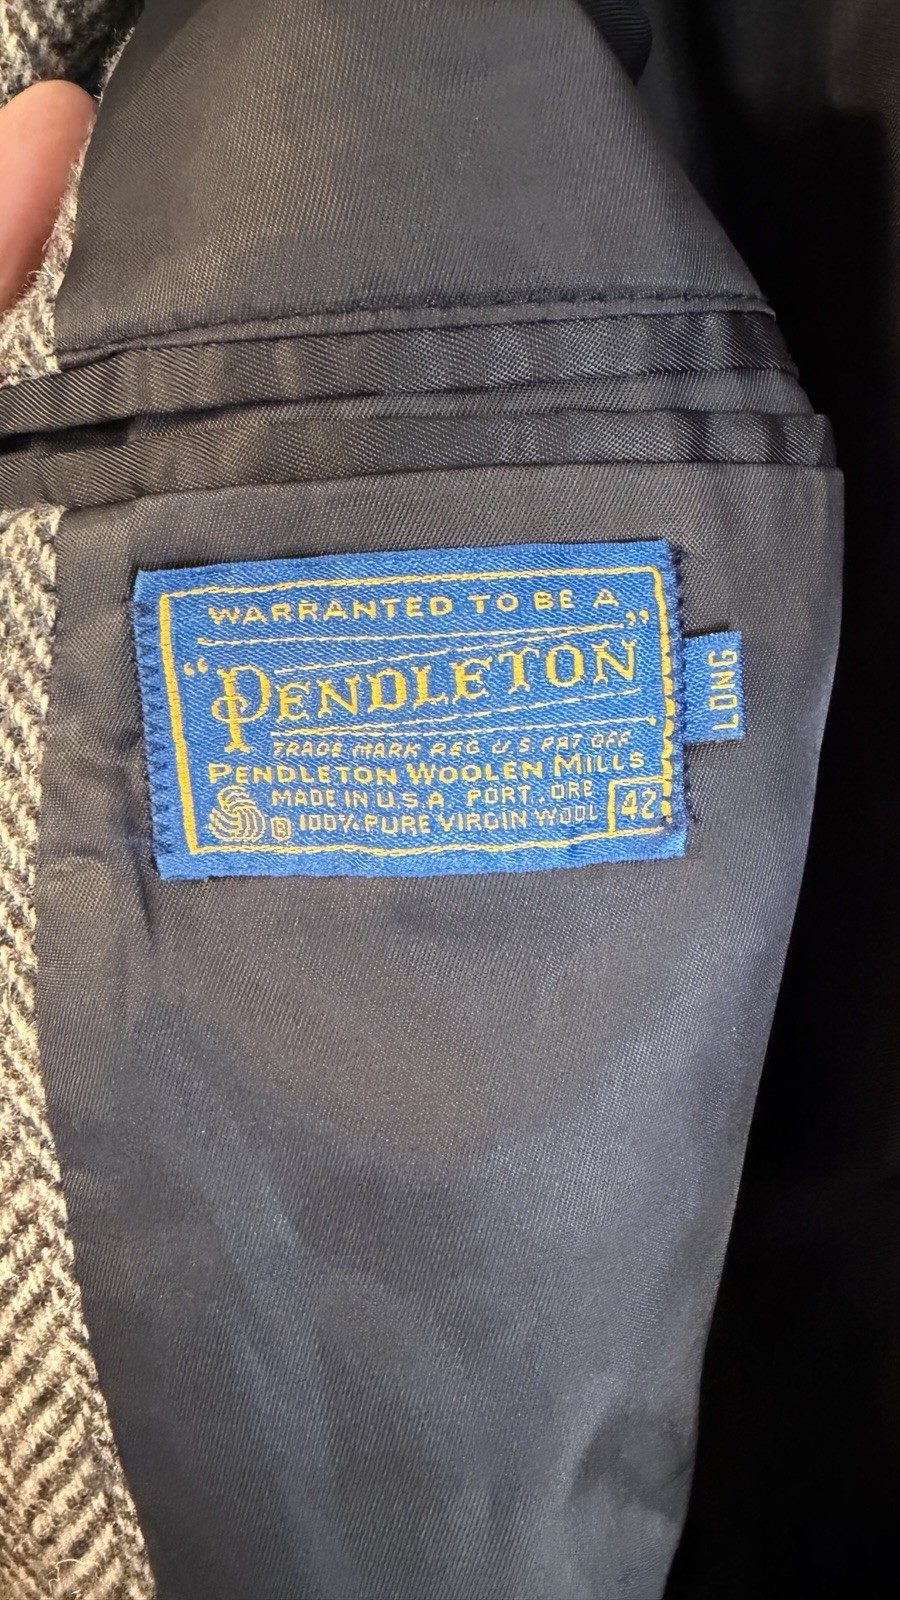 WARRANTED TO BE A
"PENDLETON"
TRADE MARK REG U S PAT OFF
PENDLETON WOOLEN MILLS
MADE IN U.S.A. PORT, ORE
R 100% PURE VIRGIN WOOL 42
LONG